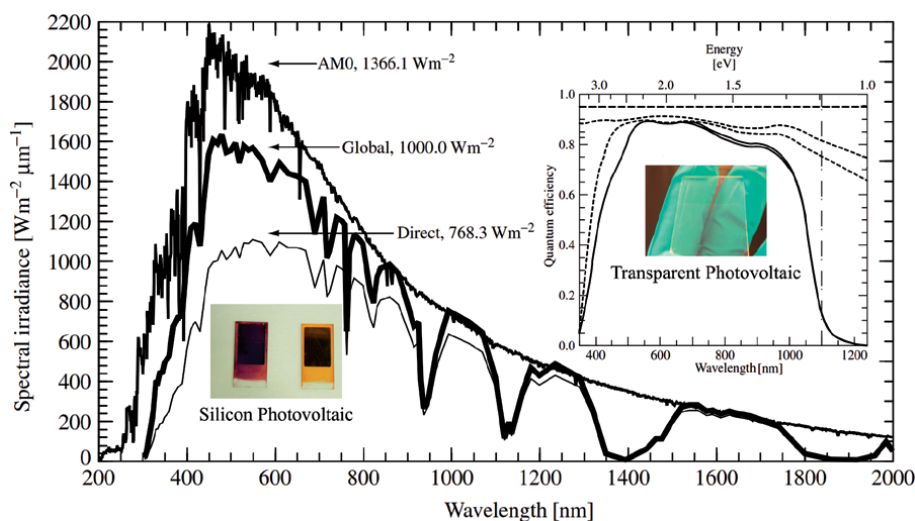 2200
2000
1800
1600
1400
1200
1000
800
600
400
200
0
Spectral irradiance [Wm⁻² μm⁻¹]
AM0, 1366.1 Wm⁻²
Global, 1000.0 Wm⁻²
Direct, 768.3 Wm⁻²
Silicon Photovoltaic
200 400 600 800 1000 1200 1400 1600 1800 2000
Wavelength [nm]
Energy
[eV]
3.0 2.0 1.5 1.0
1.0
0.8
0.6
0.4
0.2
0.0
Quantum efficiency
Transparent Photovoltaic
400 600 800 1000 1200
Wavelength [nm]